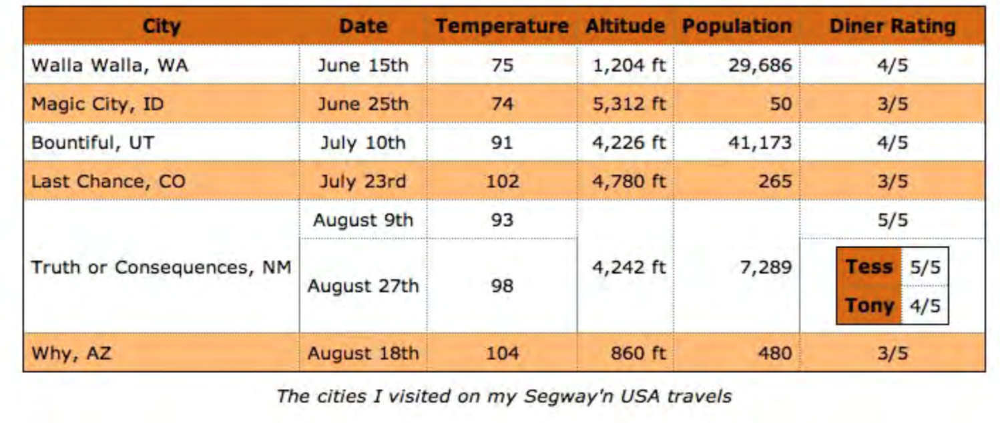 City Date Temperature Altitude Population Diner Rating
Walla Walla, WA June 15th 75 1,204 ft 29,686 4/5
Magic City, ID June 25th 74 5,312 ft 50 3/5
Bountiful, UT July 10th 91 4,226 ft 41,173 4/5
Last Chance, CO July 23rd 102 4,780 ft 265 3/5
August 9th 93 5/5
Truth or Consequences, NM 4,242 ft 7,289 Tess 5/5
August 27th 98
Tony 4/5
Why, AZ August 18th 104 860 ft 480 3/5
The cities I visited on my Segway'n USA travels